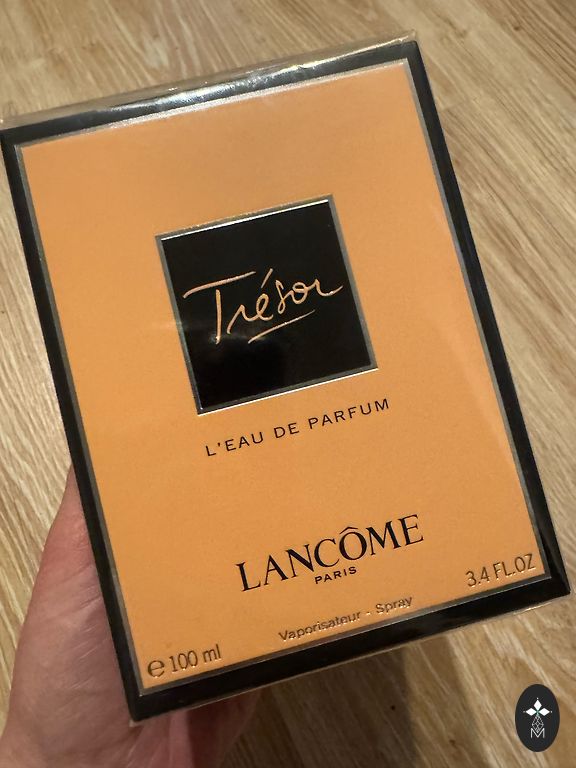 Trésor
L'EAU DE PARFUM
LANCÔME
PARIS
Vaporisateur - Spray
e 100 ml
3.4 FL.OZ
M